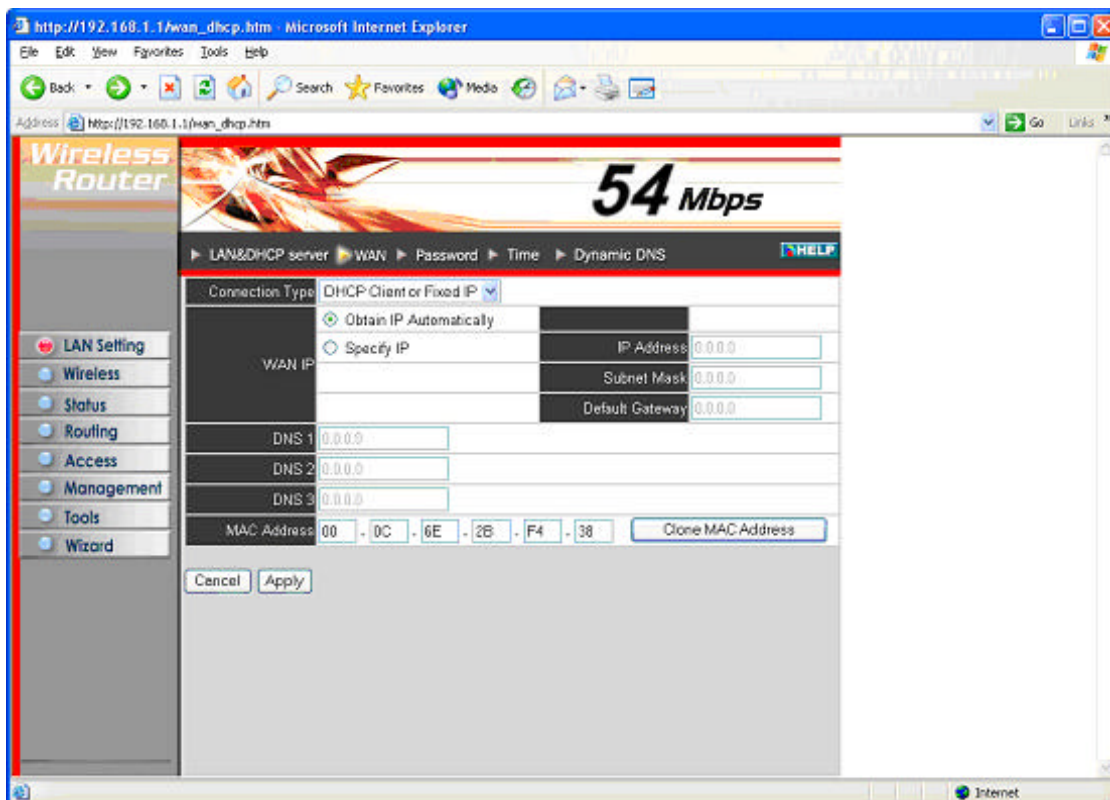 http://192.168.1.1/wan_dhcp.htm - Microsoft Internet Explorer
File Edit View Favorites Tools Help
Back Search Favorites Media
Address http://192.168.1.1/wan_dhcp.htm Go Links
Wireless
Router
54 Mbps
LAN&DHCP server WAN Password Time Dynamic DNS HELP
Connection Type DHCP Client or Fixed IP
WAN IP
Obtain IP Automatically
Specify IP
IP Address 0.0.0.0
Subnet Mask 0.0.0.0
Default Gateway 0.0.0.0
DNS 1 0.0.0.0
DNS 2 0.0.0.0
DNS 3 0.0.0.0
MAC Address 00 - 0C - 6E - 2B - F4 - 38 Clone MAC Address
Cancel Apply
LAN Setting
Wireless
Status
Routing
Access
Management
Tools
Wizard
Internet